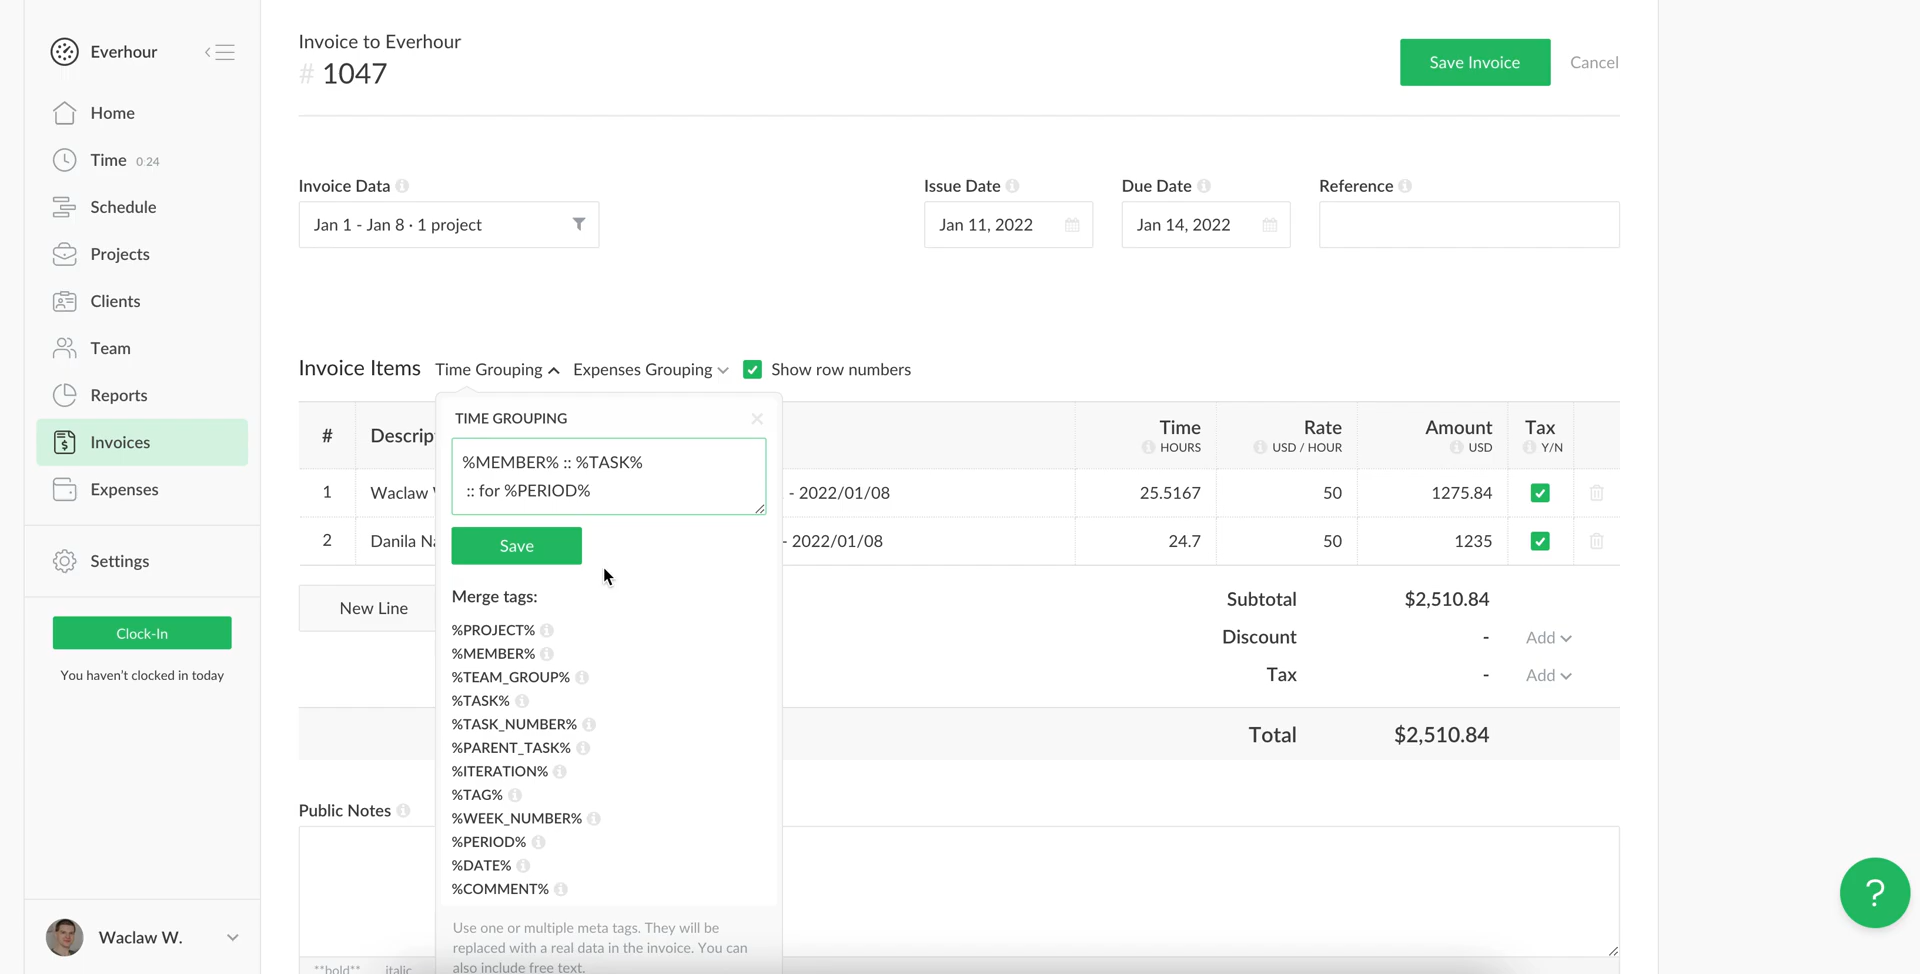 Everhour
Home
Time 0 24
Schedule
Projects
Clients
Team
Reports
Invoices
Expenses
Settings
Clock-In
You haven't clocked in today
Waclaw W.
Invoice to Everhour
# 1047
Save Invoice Cancel
Invoice Data
Jan 1 - Jan 8 · 1 project
Issue Date
Jan 11, 2022
Due Date
Jan 14, 2022
Reference
Invoice Items Time Grouping Expenses Grouping Show row numbers
# Time Rate Amount Tax
HOURS USD / HOUR USD Y/N
1 Waclaw - 2022/01/08 25.5167 50 1275.84
2 Danila - 2022/01/08 24.7 50 1235
TIME GROUPING
%MEMBER% :: %TASK%
:: for %PERIOD%
Save
Merge tags:
%PROJECT%
%MEMBER%
%TEAM_GROUP%
%TASK%
%TASK_NUMBER%
%PARENT_TASK%
%ITERATION%
%TAG%
%WEEK_NUMBER%
%PERIOD%
%DATE%
%COMMENT%
Use one or multiple meta tags. They will be
replaced with a real data in the invoice. You can
also include free text.
New Line
Subtotal $2,510.84
Discount - Add
Tax - Add
Total $2,510.84
Public Notes
**bold** italic
?